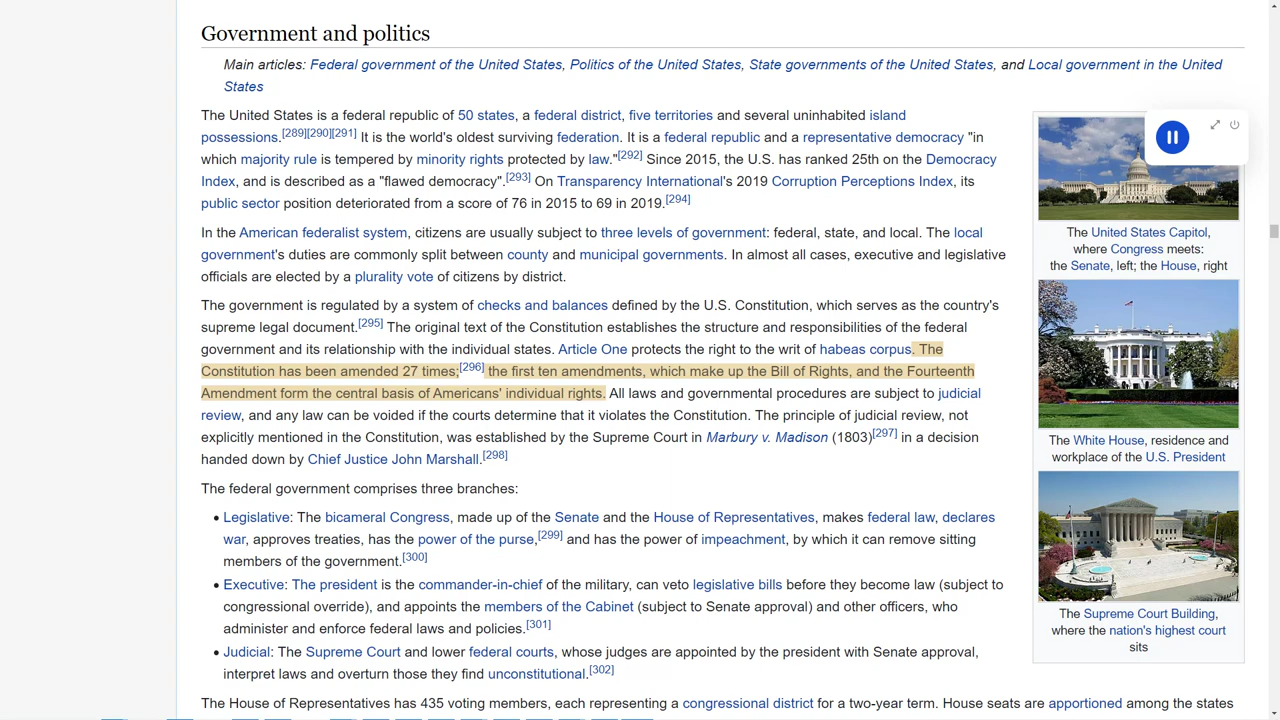 Government and politics
Main articles: Federal government of the United States, Politics of the United States, State governments of the United States, and Local government in the United
States
The United States is a federal republic of 50 states, a federal district, five territories and several uninhabited island
possessions.[289][290][291] It is the world's oldest surviving federation. It is a federal republic and a representative democracy "in
which majority rule is tempered by minority rights protected by law."[292] Since 2015, the U.S. has ranked 25th on the Democracy
Index, and is described as a "flawed democracy".[293] On Transparency International's 2019 Corruption Perceptions Index, its
public sector position deteriorated from a score of 76 in 2015 to 69 in 2019.[294]
In the American federalist system, citizens are usually subject to three levels of government: federal, state, and local. The local
government's duties are commonly split between county and municipal governments. In almost all cases, executive and legislative
officials are elected by a plurality vote of citizens by district.
The government is regulated by a system of checks and balances defined by the U.S. Constitution, which serves as the country's
supreme legal document.[295] The original text of the Constitution establishes the structure and responsibilities of the federal
government and its relationship with the individual states. Article One protects the right to the writ of habeas corpus. The
Constitution has been amended 27 times;[296] the first ten amendments, which make up the Bill of Rights, and the Fourteenth
Amendment form the central basis of Americans' individual rights. All laws and governmental procedures are subject to judicial
review, and any law can be voided if the courts determine that it violates the Constitution. The principle of judicial review, not
explicitly mentioned in the Constitution, was established by the Supreme Court in Marbury v. Madison (1803)[297] in a decision
handed down by Chief Justice John Marshall.[298]
The federal government comprises three branches:
• Legislative: The bicameral Congress, made up of the Senate and the House of Representatives, makes federal law, declares
war, approves treaties, has the power of the purse,[299] and has the power of impeachment, by which it can remove sitting
members of the government.[300]
• Executive: The president is the commander-in-chief of the military, can veto legislative bills before they become law (subject to
congressional override), and appoints the members of the Cabinet (subject to Senate approval) and other officers, who
administer and enforce federal laws and policies.[301]
• Judicial: The Supreme Court and lower federal courts, whose judges are appointed by the president with Senate approval,
interpret laws and overturn those they find unconstitutional.[302]
The House of Representatives has 435 voting members, each representing a congressional district for a two-year term. House seats are apportioned among the states
The United States Capitol,
where Congress meets:
the Senate, left; the House, right
The White House, residence and
workplace of the U.S. President
The Supreme Court Building,
where the nation's highest court
sits